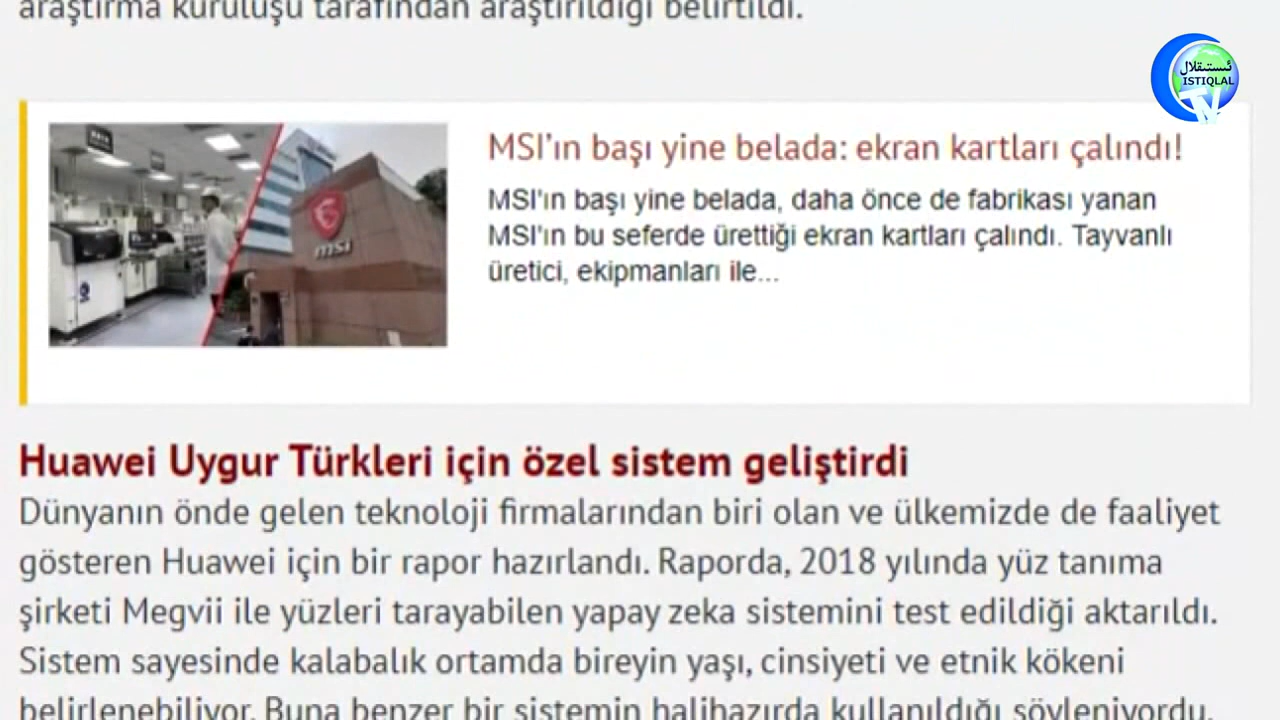 araştırma kuruluşu tarafından araştırıldığı belirtildi.
ئىستىقلال
ISTIQLAL
TV
msi
MSI’ın başı yine belada: ekran kartları çalındı!
MSI'ın başı yine belada, daha önce de fabrikası yanan
MSI'ın bu seferde ürettiği ekran kartları çalındı. Tayvanlı
üretici, ekipmanları ile...
Huawei Uygur Türkleri için özel sistem geliştirdi
Dünyanın önde gelen teknoloji firmalarından biri olan ve ülkemizde de faaliyet
gösteren Huawei için bir rapor hazırlandı. Raporda, 2018 yılında yüz tanıma
şirketi Megvii ile yüzleri tarayabilen yapay zeka sistemini test edildiği aktarıldı.
Sistem sayesinde kalabalık ortamda bireyin yaşı, cinsiyeti ve etnik kökeni
belirlenebiliyor. Buna benzer bir sistemin halihazırda kullanıldığı söyleniyordu.